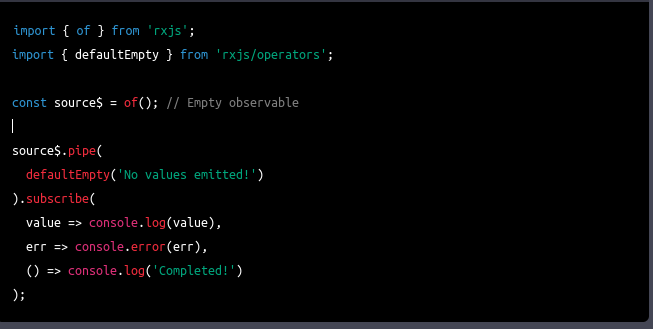 import { of } from 'rxjs';
import { defaultEmpty } from 'rxjs/operators';
const source$ = of(); // Empty observable
source$.pipe(
defaultEmpty('No values emitted!')
).subscribe(
value => console.log(value),
err => console.error(err),
() => console.log('Completed!')
);